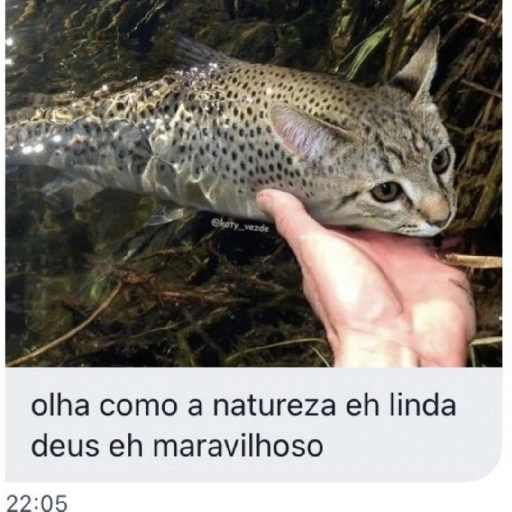 @koty_vezde
olha como a natureza eh linda
deus eh maravilhoso
22:05